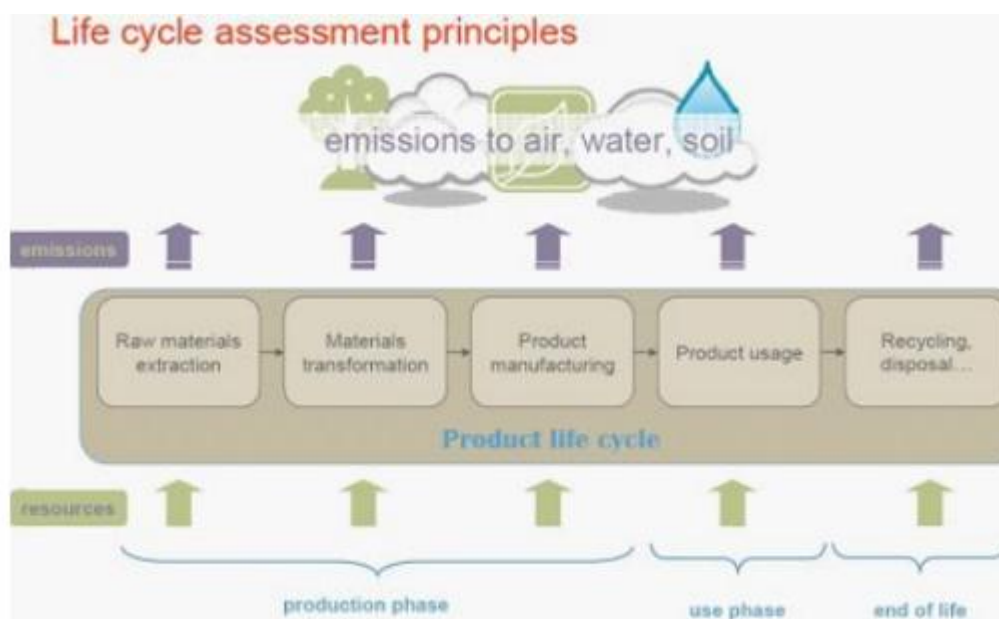 Life cycle assessment principles
emissions to air, water, soil
emissions
Raw materials
extraction
Materials
transformation
Product
manufacturing
Product usage
Recycling,
disposal...
Product life cycle
resources
production phase
use phase
end of life